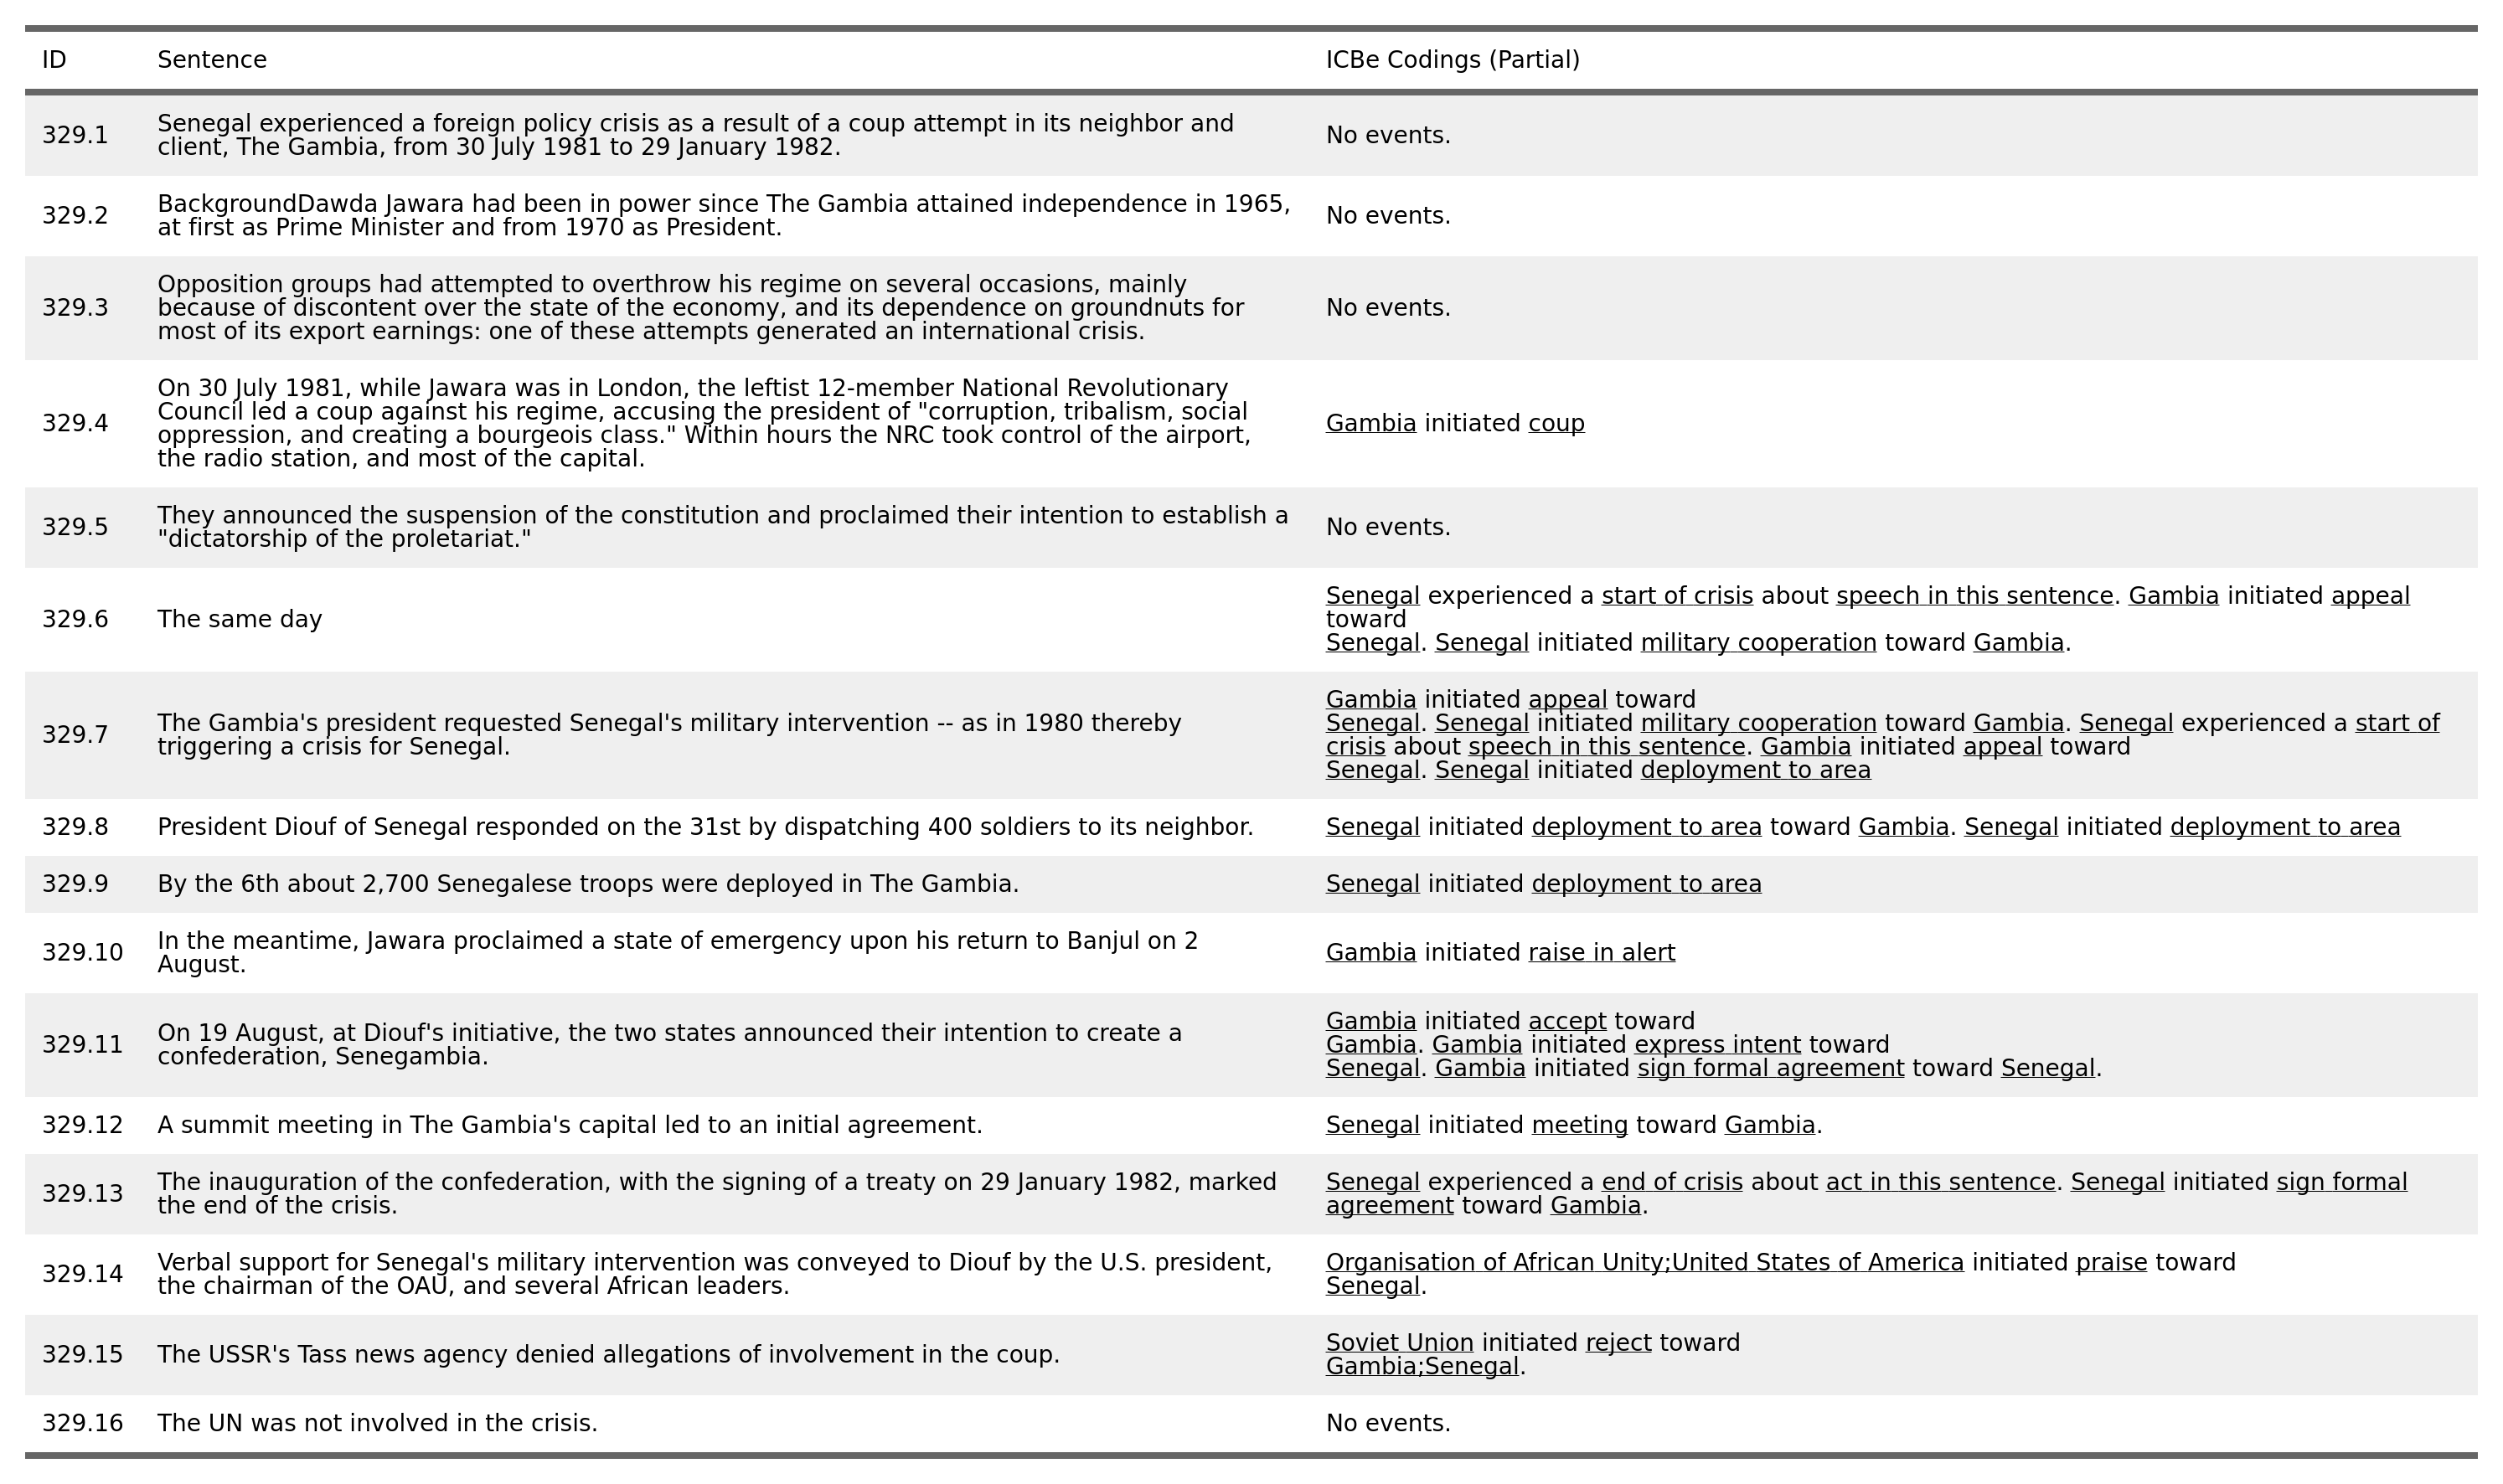 ID Sentence ICBe Codings (Partial)
329.1 Senegal experienced a foreign policy crisis as a result of a coup attempt in its neighbor and
client, The Gambia, from 30 July 1981 to 29 January 1982.
No events.
329.2 BackgroundDawda Jawara had been in power since The Gambia attained independence in 1965,
at first as Prime Minister and from 1970 as President.
No events.
329.3 Opposition groups had attempted to overthrow his regime on several occasions, mainly
because of discontent over the state of the economy, and its dependence on groundnuts for
most of its export earnings: one of these attempts generated an international crisis.
No events.
329.4 On 30 July 1981, while Jawara was in London, the leftist 12-member National Revolutionary
Council led a coup against his regime, accusing the president of "corruption, tribalism, social
oppression, and creating a bourgeois class." Within hours the NRC took control of the airport,
the radio station, and most of the capital.
Gambia initiated coup
329.5 They announced the suspension of the constitution and proclaimed their intention to establish a
"dictatorship of the proletariat."
No events.
329.6 The same day
Senegal experienced a start of crisis about speech in this sentence. Gambia initiated appeal
toward
Senegal. Senegal initiated military cooperation toward Gambia.
329.7 The Gambia's president requested Senegal's military intervention -- as in 1980 thereby
triggering a crisis for Senegal.
Gambia initiated appeal toward
Senegal. Senegal initiated military cooperation toward Gambia. Senegal experienced a start of
crisis about speech in this sentence. Gambia initiated appeal toward
Senegal. Senegal initiated deployment to area
329.8 President Diouf of Senegal responded on the 31st by dispatching 400 soldiers to its neighbor.
Senegal initiated deployment to area toward Gambia. Senegal initiated deployment to area
329.9 By the 6th about 2,700 Senegalese troops were deployed in The Gambia.
Senegal initiated deployment to area
329.10 In the meantime, Jawara proclaimed a state of emergency upon his return to Banjul on 2
August.
Gambia initiated raise in alert
329.11 On 19 August, at Diouf's initiative, the two states announced their intention to create a
confederation, Senegambia.
Gambia initiated accept toward
Gambia. Gambia initiated express intent toward
Senegal. Gambia initiated sign formal agreement toward Senegal.
329.12 A summit meeting in The Gambia's capital led to an initial agreement.
Senegal initiated meeting toward Gambia.
329.13 The inauguration of the confederation, with the signing of a treaty on 29 January 1982, marked
the end of the crisis.
Senegal experienced a end of crisis about act in this sentence. Senegal initiated sign formal
agreement toward Gambia.
329.14 Verbal support for Senegal's military intervention was conveyed to Diouf by the U.S. president,
the chairman of the OAU, and several African leaders.
Organisation of African Unity;United States of America initiated praise toward
Senegal.
329.15 The USSR's Tass news agency denied allegations of involvement in the coup.
Soviet Union initiated reject toward
Gambia;Senegal.
329.16 The UN was not involved in the crisis.
No events.